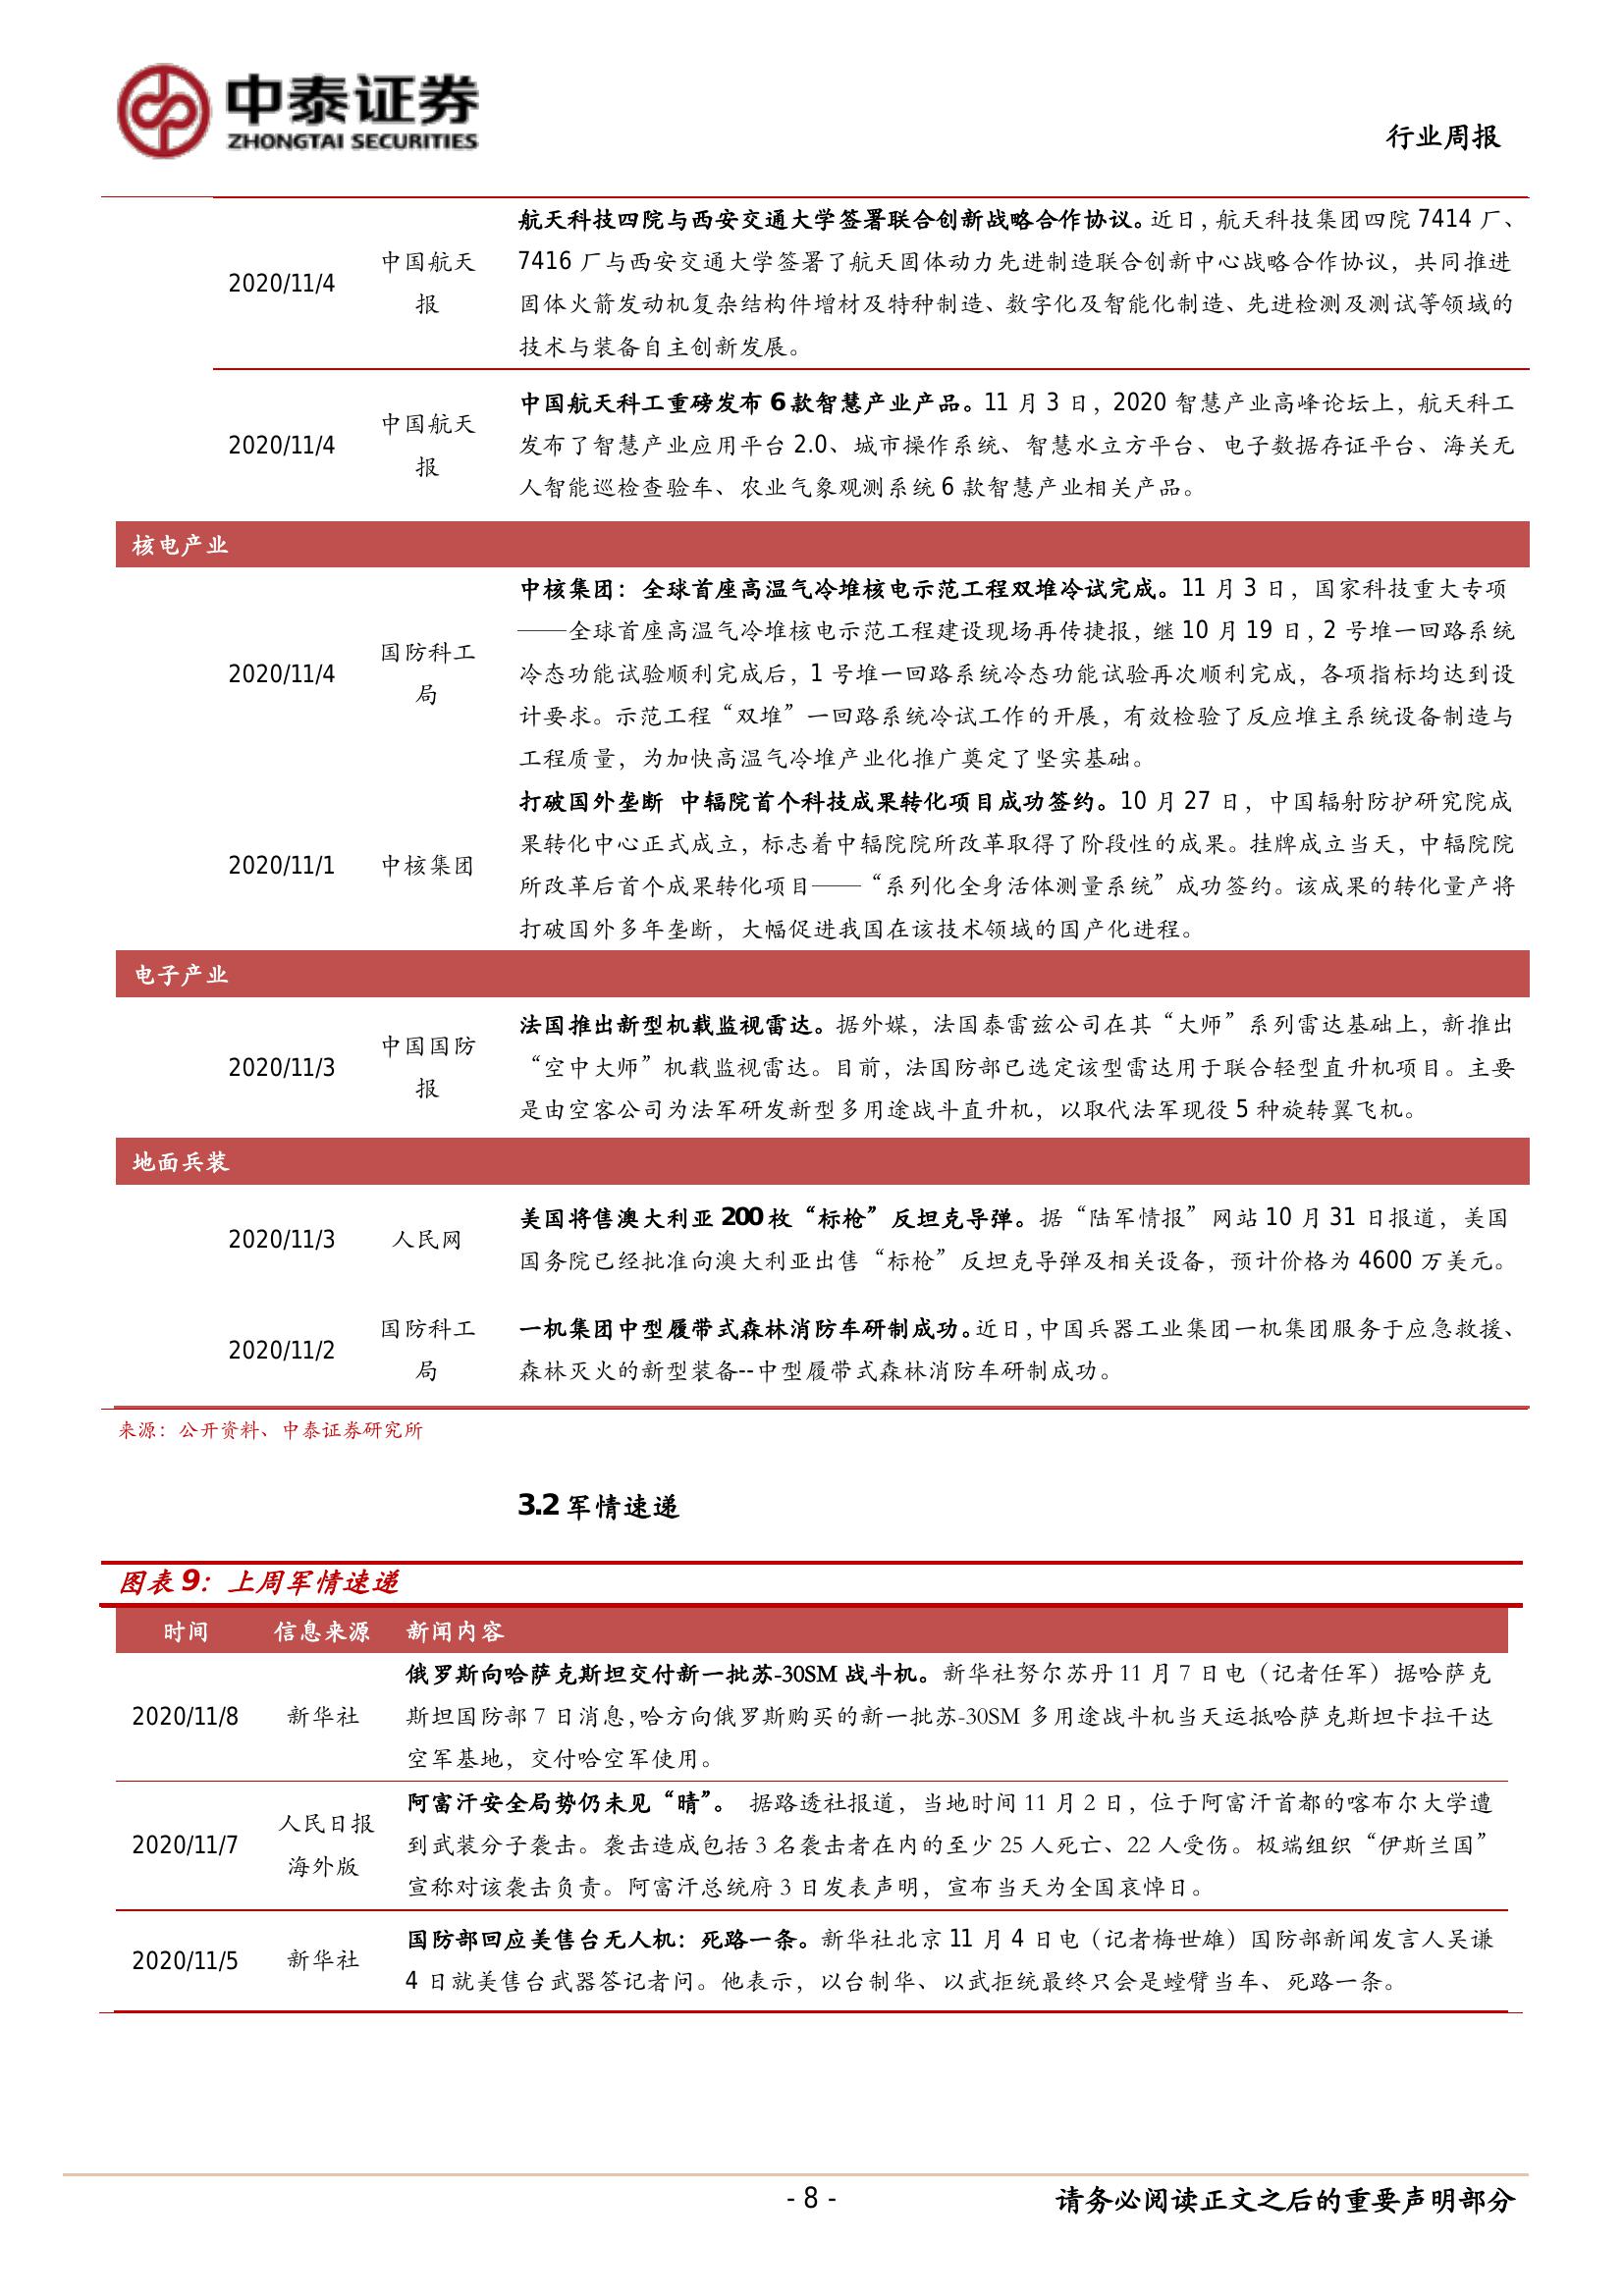 中泰证券
ZHONGTAI SECURITIES
行业周报
航天科技四院与西安交通大学签署联合创新战略合作协议。近日，航天科技集团四院 7414 厂、
7416 厂与西安交通大学签署了航天固体动力先进制造联合创新中心战略合作协议，共同推进
固体火箭发动机复杂结构件增材及特种制造、数字化及智能化制造、先进检测及测试等领域的
技术与装备自主创新发展。
2020/11/4
中国航天
报
中国航天科工重磅发布 6 款智慧产业产品。11 月 3 日，2020 智慧产业高峰论坛上，航天科工
发布了智慧产业应用平台 2.0、城市操作系统、智慧水立方平台、电子数据存证平台、海关无
人智能巡检查验车、农业气象观测系统 6 款智慧产业相关产品。
2020/11/4
中国航天
报
核电产业
中核集团：全球首座高温气冷堆核电示范工程双堆冷试完成。11 月 3 日，国家科技重大专项
——全球首座高温气冷堆核电示范工程建设现场再传捷报，继 10 月 19 日，2 号堆一回路系统
冷态功能试验顺利完成后，1 号堆一回路系统冷态功能试验再次顺利完成，各项指标均达到设
计要求。示范工程“双堆”一回路系统冷试工作的开展，有效检验了反应堆主系统设备制造与
工程质量，为加快高温气冷堆产业化推广奠定了坚实基础。
2020/11/4
国防科工
局
打破国外垄断 中辐院首个科技成果转化项目成功签约。10 月 27 日，中国辐射防护研究院成
果转化中心正式成立，标志着中辐院院所改革取得了阶段性的成果。挂牌成立当天，中辐院院
所改革后首个成果转化项目——“系列化全身活体测量系统”成功签约。该成果的转化量产将
打破国外多年垄断，大幅促进我国在该技术领域的国产化进程。
2020/11/1
中核集团
电子产业
法国推出新型机载监视雷达。据外媒，法国泰雷兹公司在其“大师”系列雷达基础上，新推出
“空中大师”机载监视雷达。目前，法国防部已选定该型雷达用于联合轻型直升机项目。主要
是由空客公司为法军研发新型多用途战斗直升机，以取代法军现役 5 种旋转翼飞机。
2020/11/3
中国国防
报
地面兵装
美国将售澳大利亚 200 枚“标枪”反坦克导弹。据“陆军情报”网站 10 月 31 日报道，美国
国务院已经批准向澳大利亚出售“标枪”反坦克导弹及相关设备，预计价格为 4600 万美元。
2020/11/3
人民网
一机集团中型履带式森林消防车研制成功。近日，中国兵器工业集团一机集团服务于应急救援、
森林灭火的新型装备--中型履带式森林消防车研制成功。
2020/11/2
国防科工
局
来源：公开资料、中泰证券研究所
3.2 军情速递
图表 9：上周军情速递
时间 信息来源 新闻内容
俄罗斯向哈萨克斯坦交付新一批苏-30SM 战斗机。新华社努尔苏丹 11 月 7 日电（记者任军）据哈萨克
斯坦国防部 7 日消息，哈方向俄罗斯购买的新一批苏-30SM 多用途战斗机当天运抵哈萨克斯坦卡拉干达
空军基地，交付哈空军使用。
2020/11/8
新华社
阿富汗安全局势仍未见“晴”。 据路透社报道，当地时间 11 月 2 日，位于阿富汗首都的喀布尔大学遭
到武装分子袭击。袭击造成包括 3 名袭击者在内的至少 25 人死亡、22 人受伤。极端组织“伊斯兰国”
宣称对该袭击负责。阿富汗总统府 3 日发表声明，宣布当天为全国哀悼日。
2020/11/7
人民日报
海外版
国防部回应美售台无人机：死路一条。新华社北京 11 月 4 日电（记者梅世雄）国防部新闻发言人吴谦
4 日就美售台武器答记者问。他表示，以台制华、以武拒统最终只会是螳臂当车、死路一条。
2020/11/5
新华社
- 8 -
请务必阅读正文之后的重要声明部分